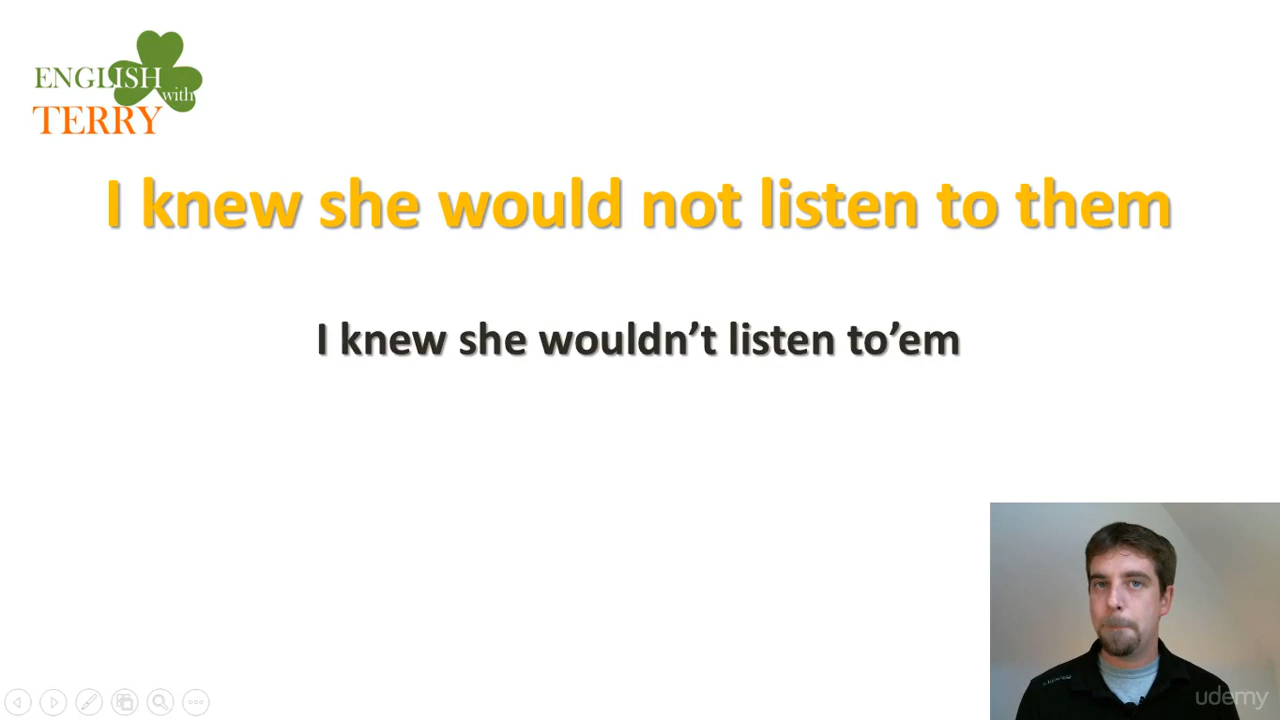 ENGLISH
with
TERRY
I knew she would not listen to them
I knew she wouldn’t listen to’em
udemy